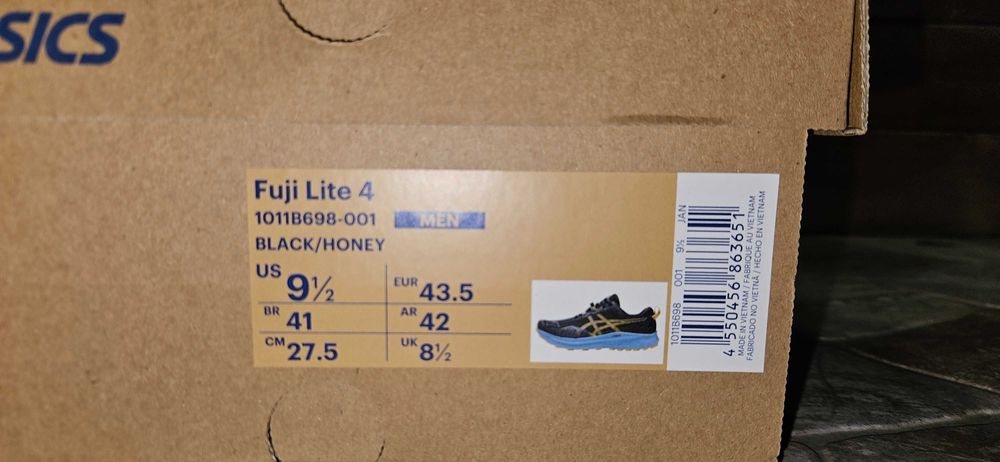 SICS
Fuji Lite 4
1011B698-001 MEN
BLACK/HONEY
US 9½ EUR 43.5
BR 41 AR 42
CM 27.5 UK 8½
1011B698 001 9½ JAN
4 550456 863651
MADE IN VIETNAM / FABRIQUE AU VIETNAM
FABRICADO NO VIETNÃ / HECHO EN VIETNAM